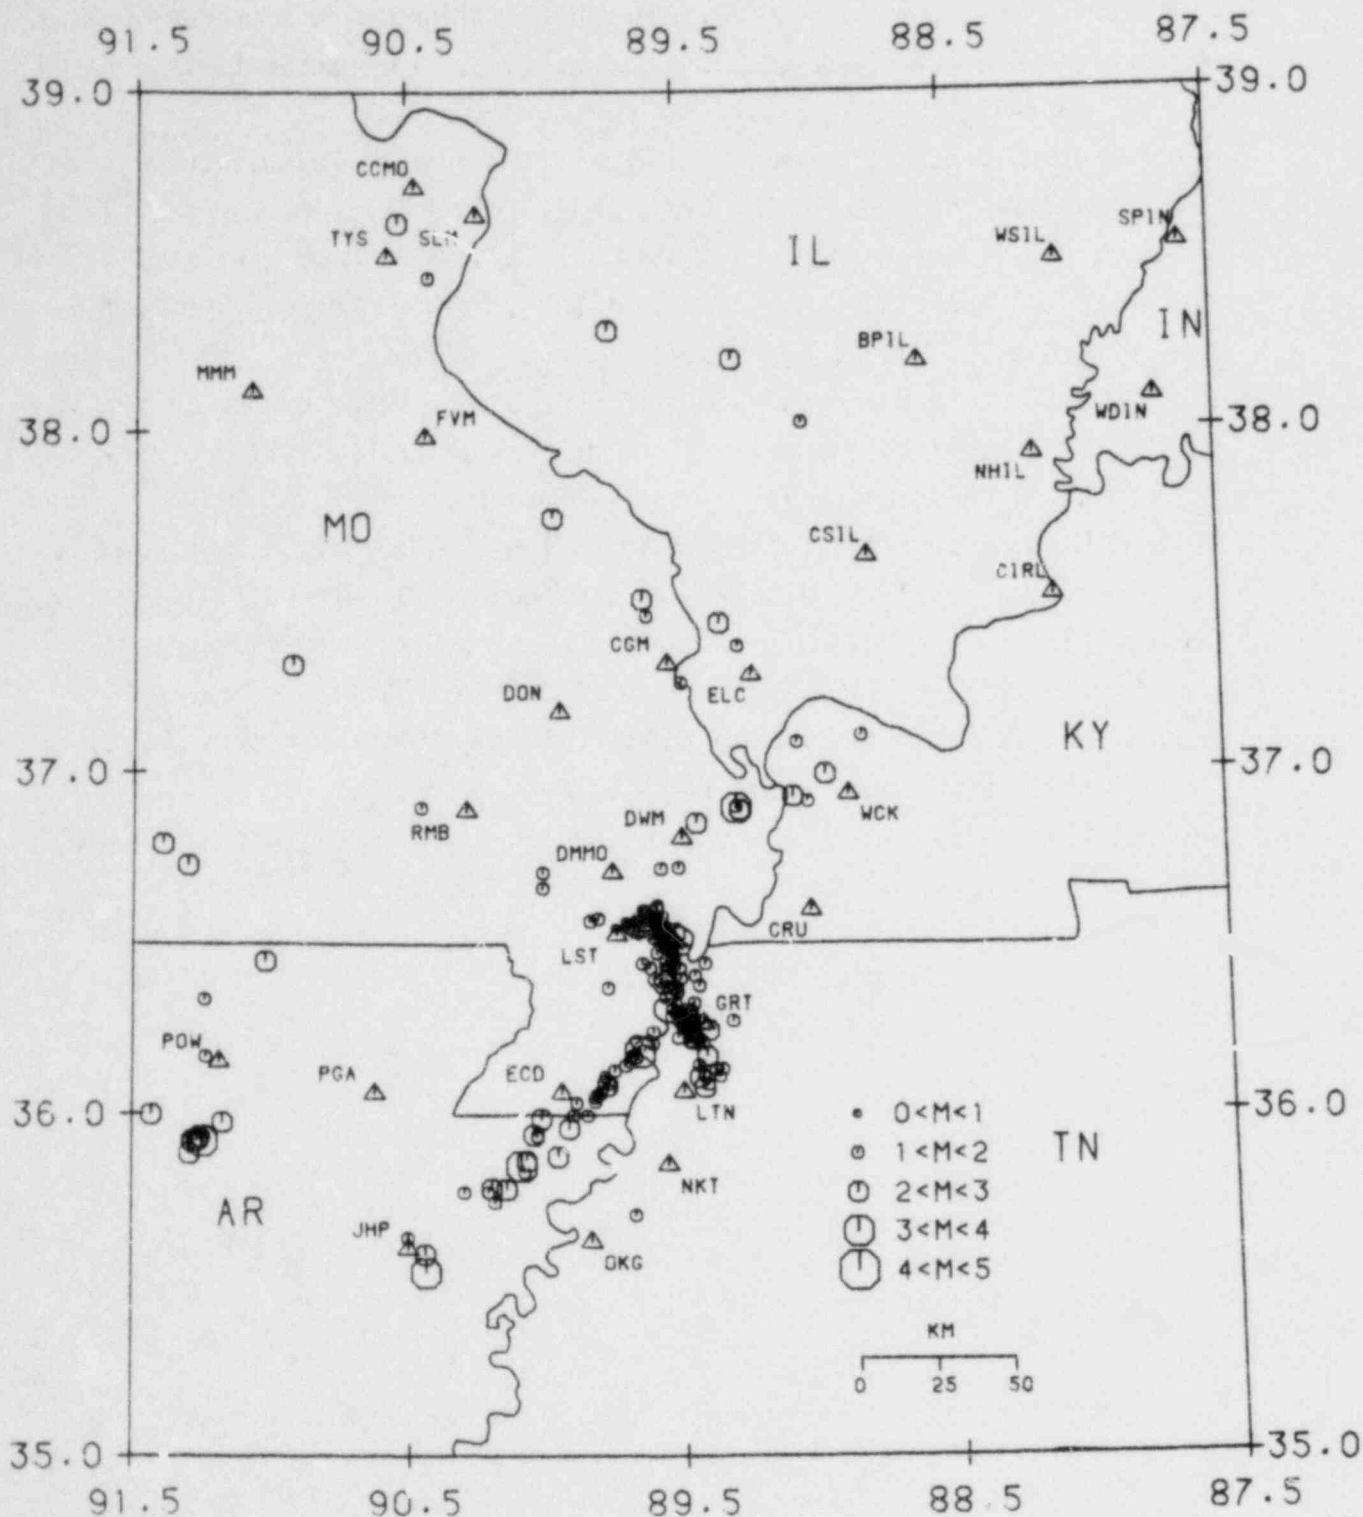 91.5 90.5 89.5 88.5 87.5
39.0 39.0
CCMO
TYS SLM
IL
WSIL
SPIN
IN
BPIL
MMM
WDIN
38.0 FVM 38.0
NHIL
MO
CSIL
CIRL
CGM
DON ELC
KY
37.0 37.0
RMB DWM WCK
DMMO
LST GRU
GRT
POW
PGA ECD
36.0 LTN 0<M<1 36.0
1<M<2 TN
NKT 2<M<3
AR
JHP 3<M<4
OKG 4<M<5
KM
0 25 50
35.0 35.0
91.5 90.5 89.5 88.5 87.5